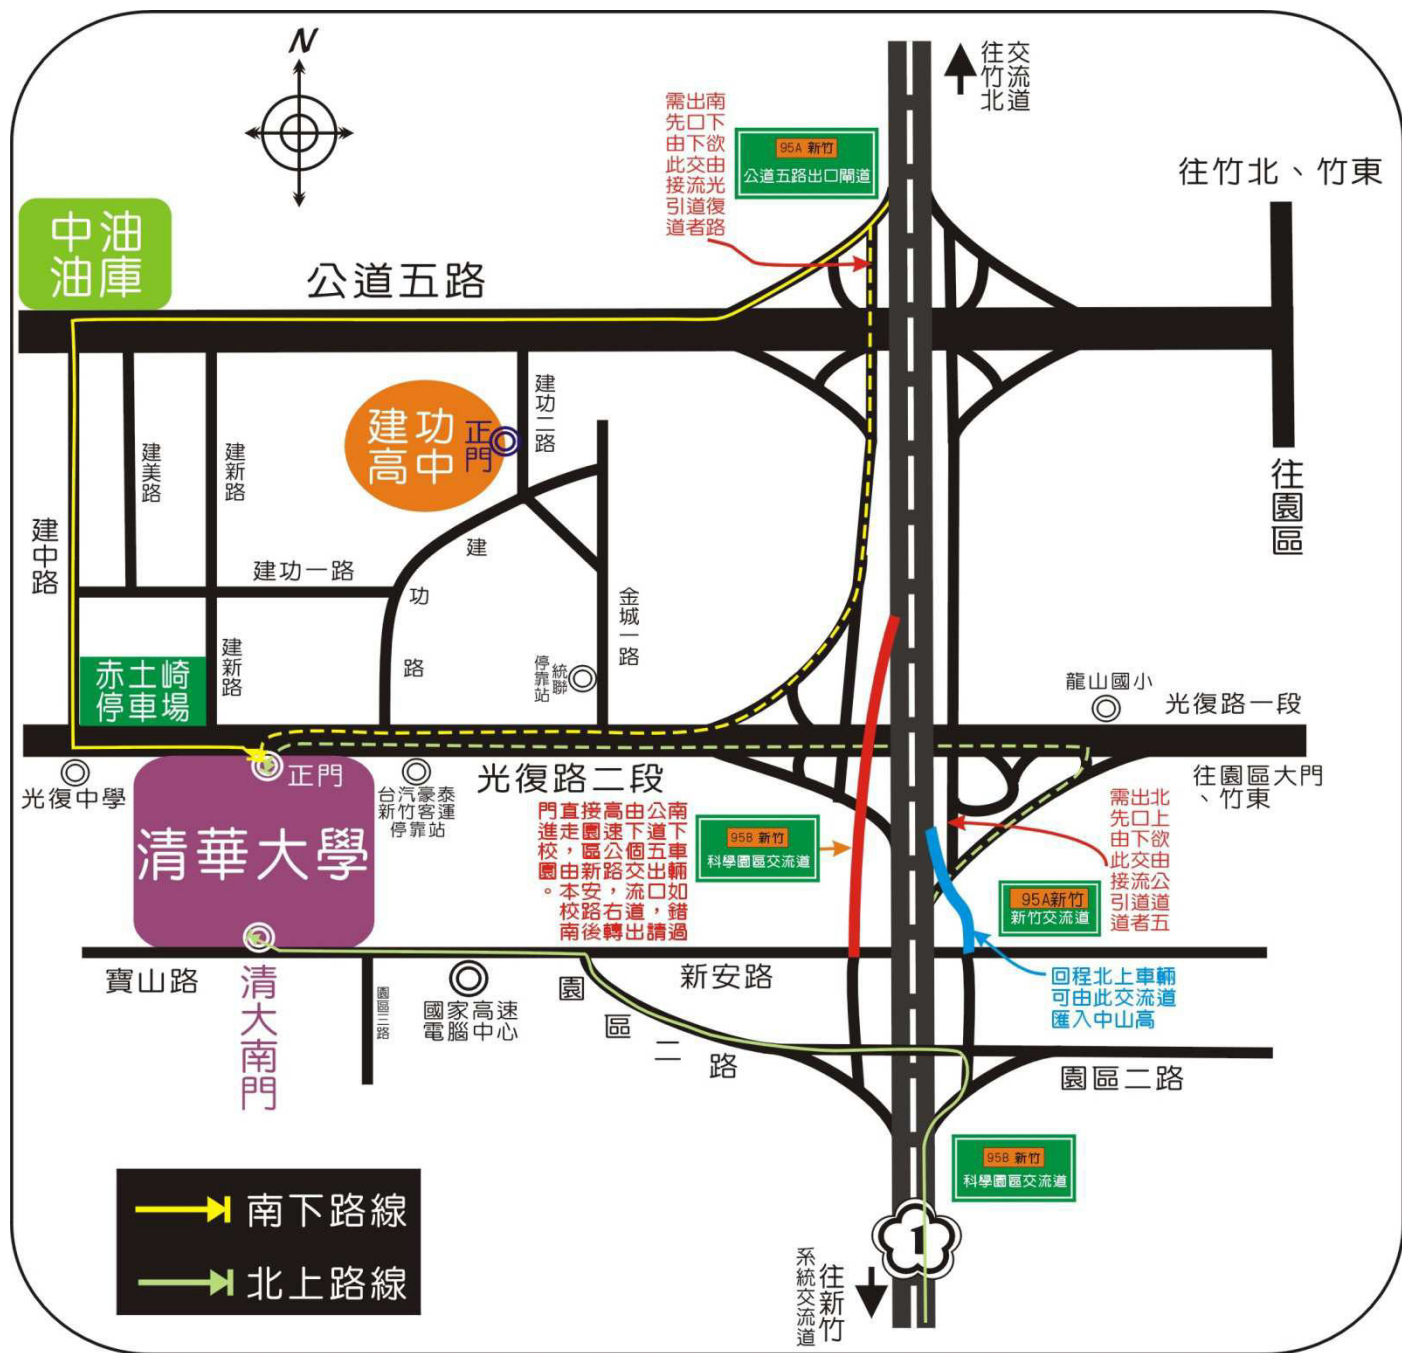 N
往竹北
交流道
南下欲由光復路
出口下交流道者
需先由此接引道
95A 新竹
公道五路出口閘道
往竹北、竹東
中油
油庫
公道五路
建功
高中
正門
建功二路
建美路
建新路
往園區
建中路
建功一路
建功路
金城一路
赤土崎
停車場
建新路
統聯
停靠站
龍山國小
光復路一段
正門
光復中學
台汽豪泰
新竹客運
停靠站
光復路二段
往園區大門
、竹東
清華大學
南下車輛如錯過
公道五出口,請
由下個交流道出
高速公路,右轉
接園區新安路後
直走,由本校南
門進校園。
95B 新竹
科學園區交流道
北上欲由公道五
出口下交流道者
需先由此接引道
95A新竹
新竹交流道
寶山路
清大南門
園區三路
國家高速
電腦中心
園區二路
新安路
回程北上車輛
可由此交流道
匯入中山高
園區二路
95B 新竹
科學園區交流道
南下路線
北上路線
1
往新竹
系統交流道